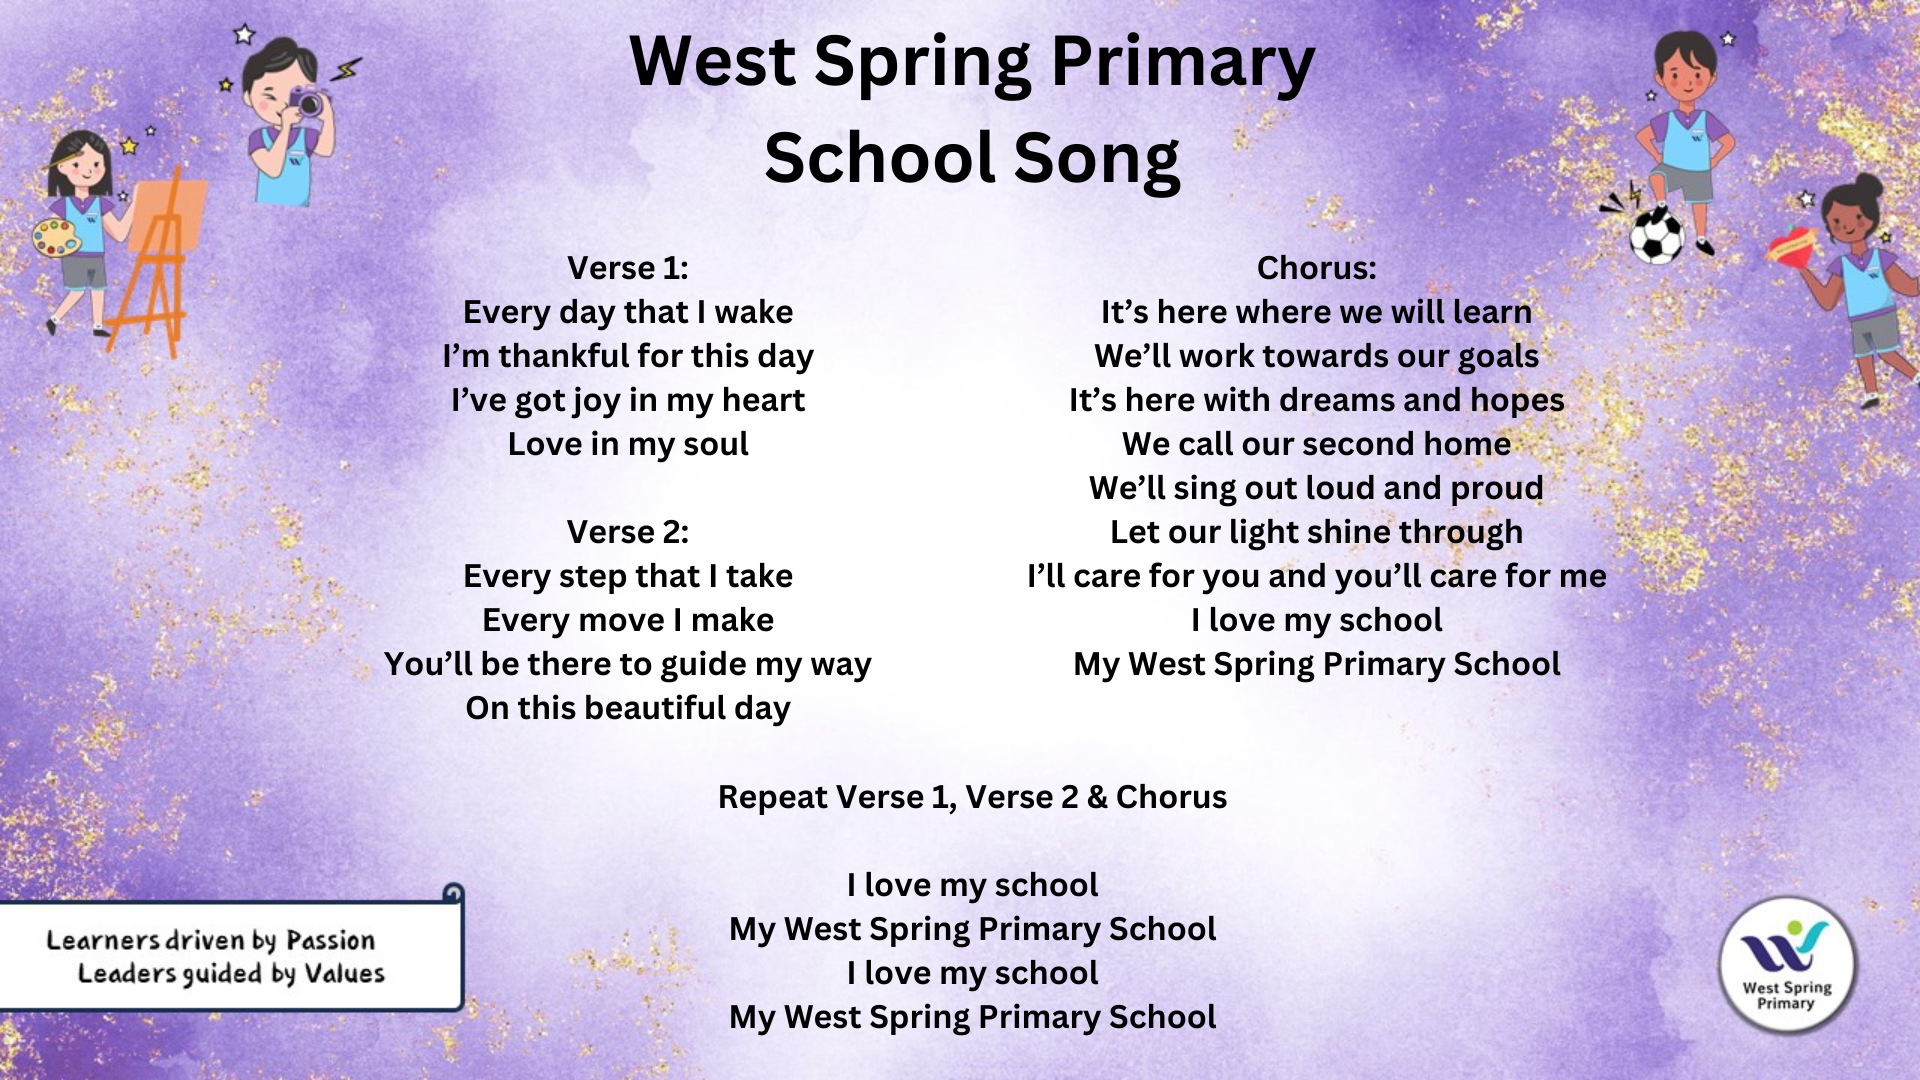 West Spring Primary
School Song
Verse 1:
Every day that I wake
I’m thankful for this day
I’ve got joy in my heart
Love in my soul
Verse 2:
Every step that I take
Every move I make
You’ll be there to guide my way
On this beautiful day
Chorus:
It’s here where we will learn
We’ll work towards our goals
It’s here with dreams and hopes
We call our second home
We’ll sing out loud and proud
Let our light shine through
I’ll care for you and you’ll care for me
I love my school
My West Spring Primary School
Repeat Verse 1, Verse 2 & Chorus
I love my school
My West Spring Primary School
I love my school
My West Spring Primary School
Learners driven by Passion
Leaders guided by Values
West Spring
Primary